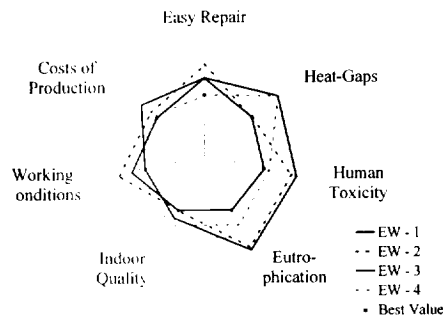 Easy Repair
Costs of
Production
Heat-Gaps
Working
onditions
Human
Toxicity
Indoor
Quality
Eutro-
phication
EW - 1
EW - 2
EW - 3
EW - 4
Best Value